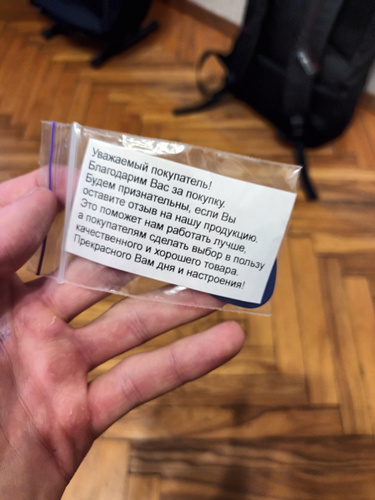 Уважаемый покупатель!
Благодарим Вас за покупку.
Будем признательны, если Вы
оставите отзыв на нашу продукцию.
Это поможет нам работать лучше,
а покупателям сделать выбор в пользу
качественного и хорошего товара.
Прекрасного Вам дня и настроения!